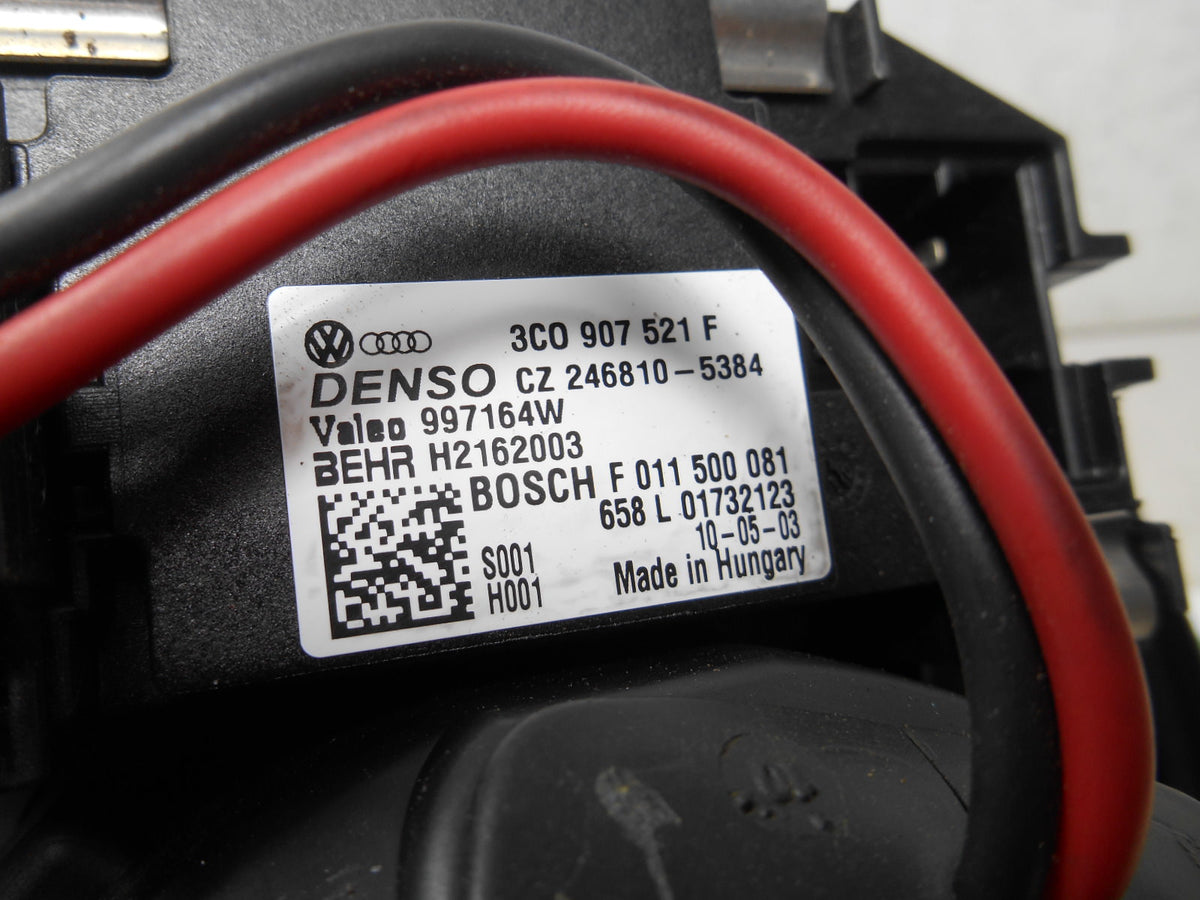 3C0 907 521 F
DENSO CZ 246810-5384
Valeo 997164W
BEHR H2162003
BOSCH F 011 500 081
658 L 01732123
10-05-03
S001
H001
Made in Hungary